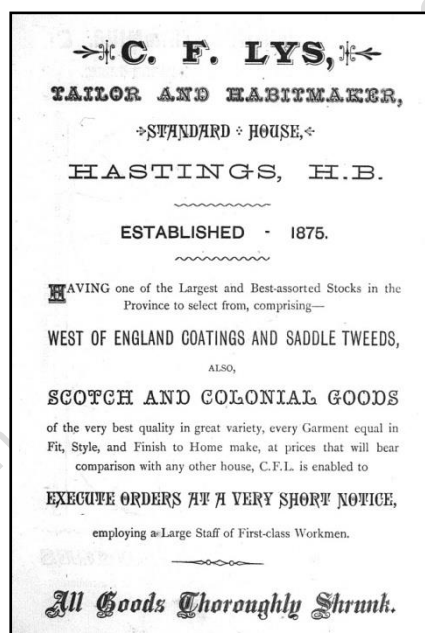 C. F. LYS,
TAILOR AND HABITMAKER,
STANDARD : HOUSE,
HASTINGS, H.B.
ESTABLISHED - 1875.
HAVING one of the Largest and Best-assorted Stocks in the
Province to select from, comprising—
WEST OF ENGLAND COATINGS AND SADDLE TWEEDS,
ALSO,
SCOTCH AND COLONIAL GOODS
of the very best quality in great variety, every Garment equal in
Fit, Style, and Finish to Home make, at prices that will bear
comparison with any other house, C.F.L. is enabled to
EXECUTE ORDERS AT A VERY SHORT NOTICE,
employing a Large Staff of First-class Workmen.
All Goods Thoroughly Shrunk.